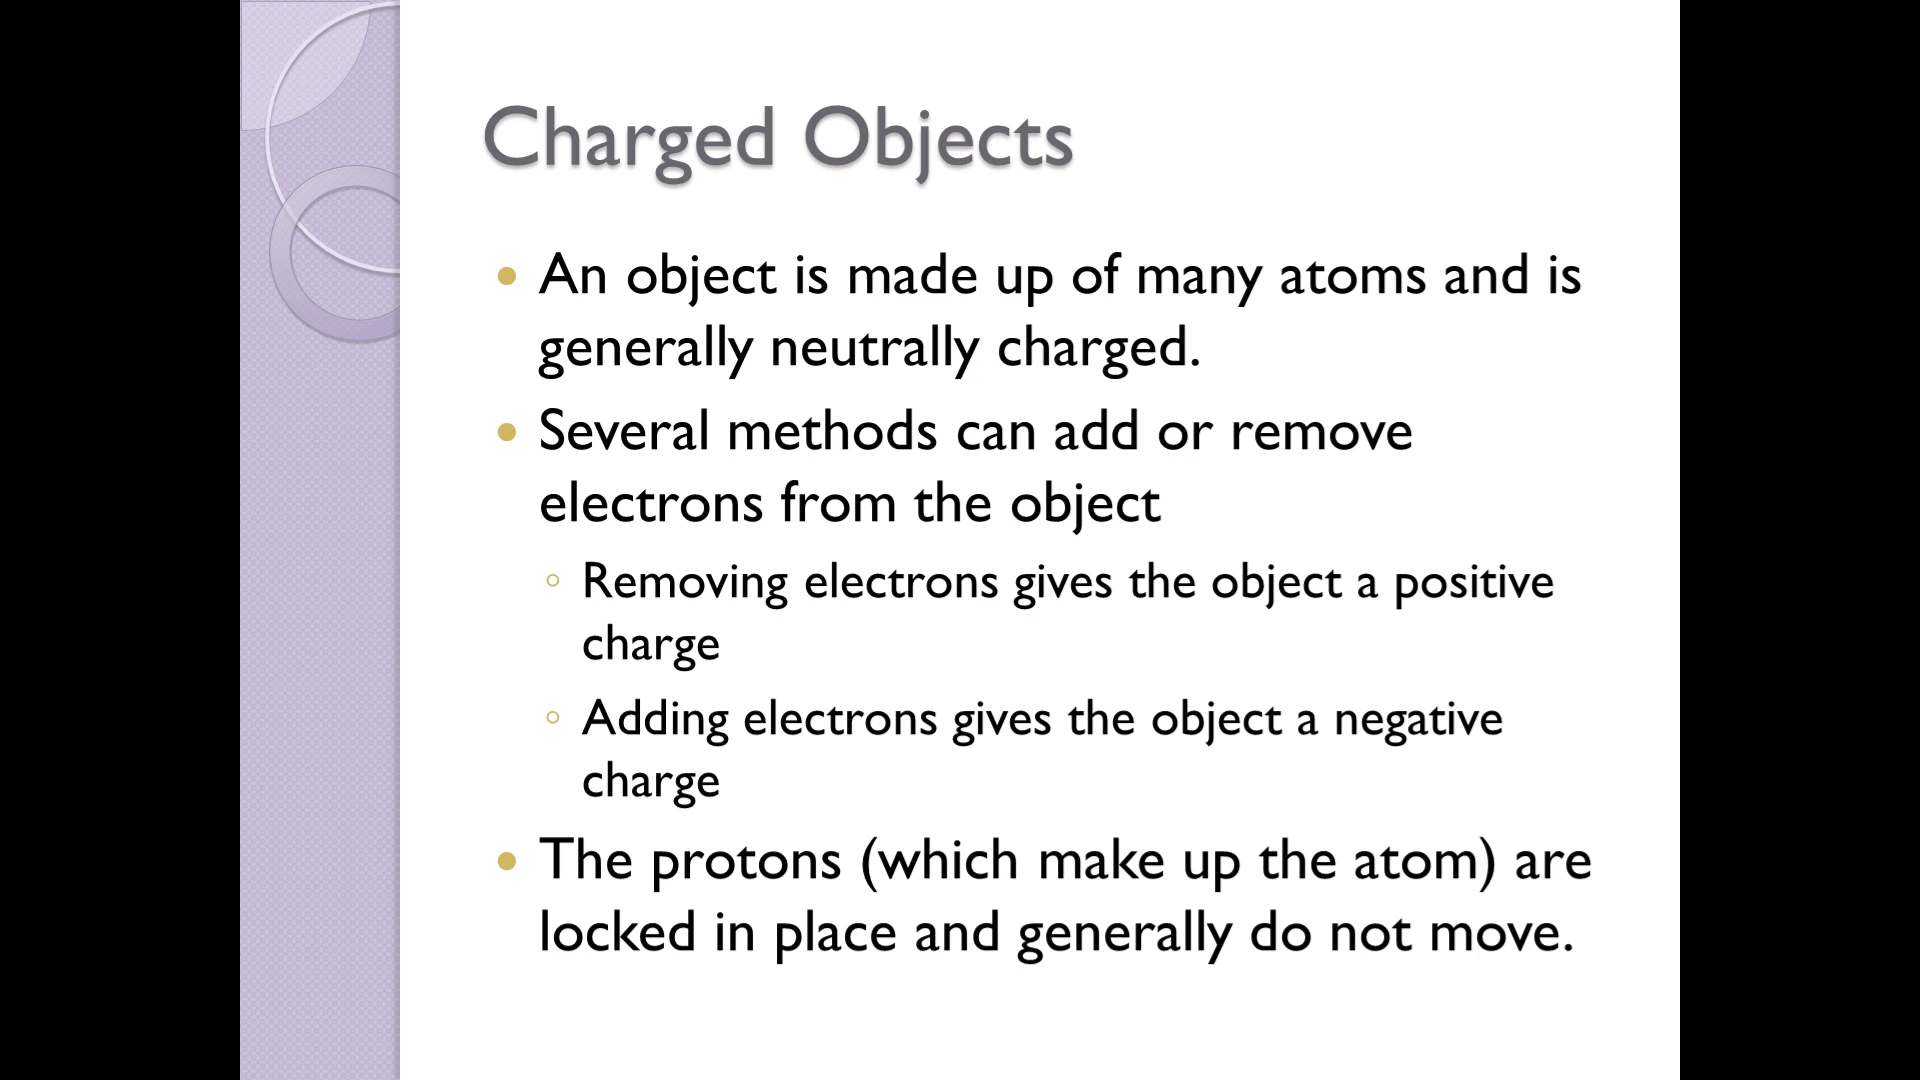 Charged Objects
• An object is made up of many atoms and is
generally neutrally charged.
• Several methods can add or remove
electrons from the object
◦ Removing electrons gives the object a positive
charge
◦ Adding electrons gives the object a negative
charge
• The protons (which make up the atom) are
locked in place and generally do not move.